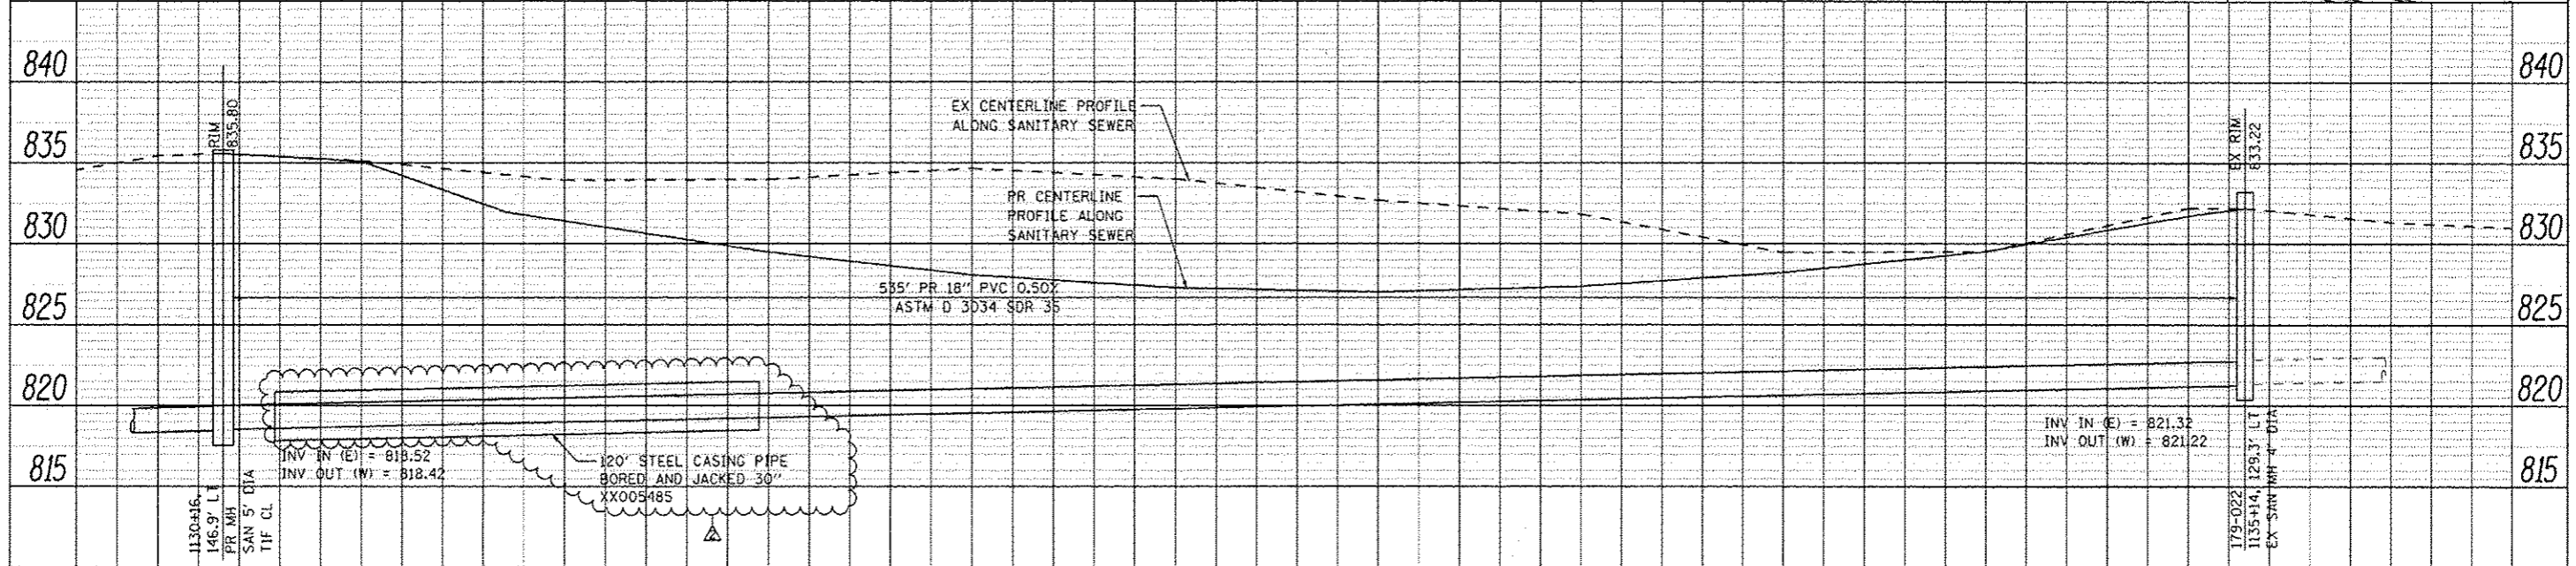 840
840
835
835
830
830
825
825
820
820
815
815
RIM
835.80
EX CENTERLINE PROFILE
ALONG SANITARY SEWER
PR CENTERLINE
PROFILE ALONG
SANITARY SEWER
535' PR 18" PVC 0.50%
ASTM D 3034 SDR 35
EX RIM
833.22
INV IN (E) = 818.52
INV OUT (W) = 818.42
120' STEEL CASING PIPE
BORED AND JACKED 30"
XX005485
2
INV IN (E) = 821.32
INV OUT (W) = 821.22
1130+16,
146.9' LT
PR MH
SAN 5' DIA
T1F CL
179-022
1135+14, 129.3' LT
EX SAN MH 4' DIA